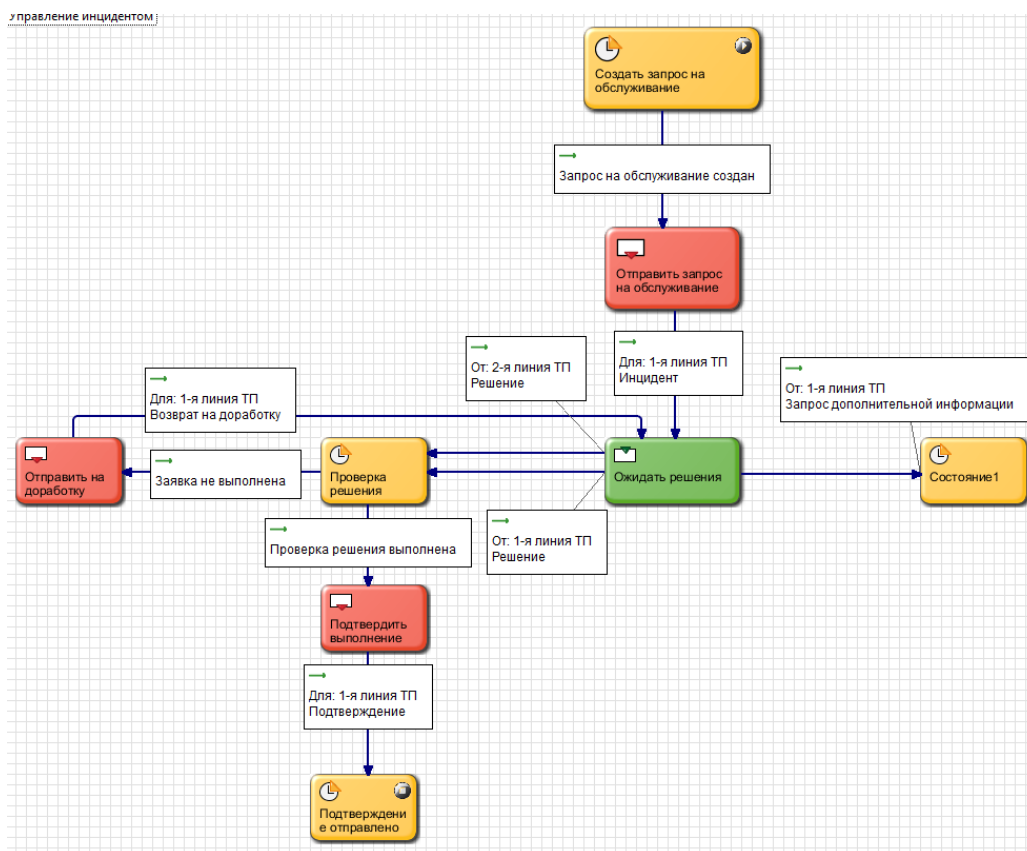 Управление инцидентом
Создать запрос на
обслуживание
Запрос на обслуживание создан
Отправить запрос
на обслуживание
От: 2-я линия ТП
Решение
Для: 1-я линия ТП
Инцидент
От: 1-я линия ТП
Запрос дополнительной информации
Для: 1-я линия ТП
Возврат на доработку
Отправить на
доработку
Заявка не выполнена
Проверка
решения
Ожидать решения
Состояние1
Проверка решения выполнена
От: 1-я линия ТП
Решение
Подтвердить
выполнение
Для: 1-я линия ТП
Подтверждение
Подтверждени
е отправлено